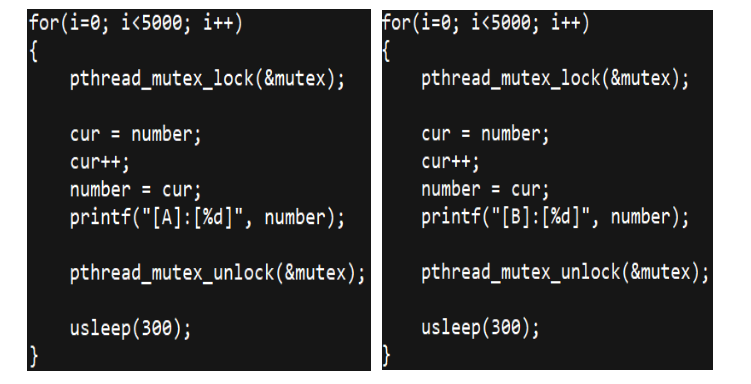 for(i=0; i<5000; i++)
{
    pthread_mutex_lock(&mutex);
    cur = number;
    cur++;
    number = cur;
    printf("[A]:[%d]", number);
    pthread_mutex_unlock(&mutex);
    usleep(300);
}
for(i=0; i<5000; i++)
{
    pthread_mutex_lock(&mutex);
    cur = number;
    cur++;
    number = cur;
    printf("[B]:[%d]", number);
    pthread_mutex_unlock(&mutex);
    usleep(300);
}